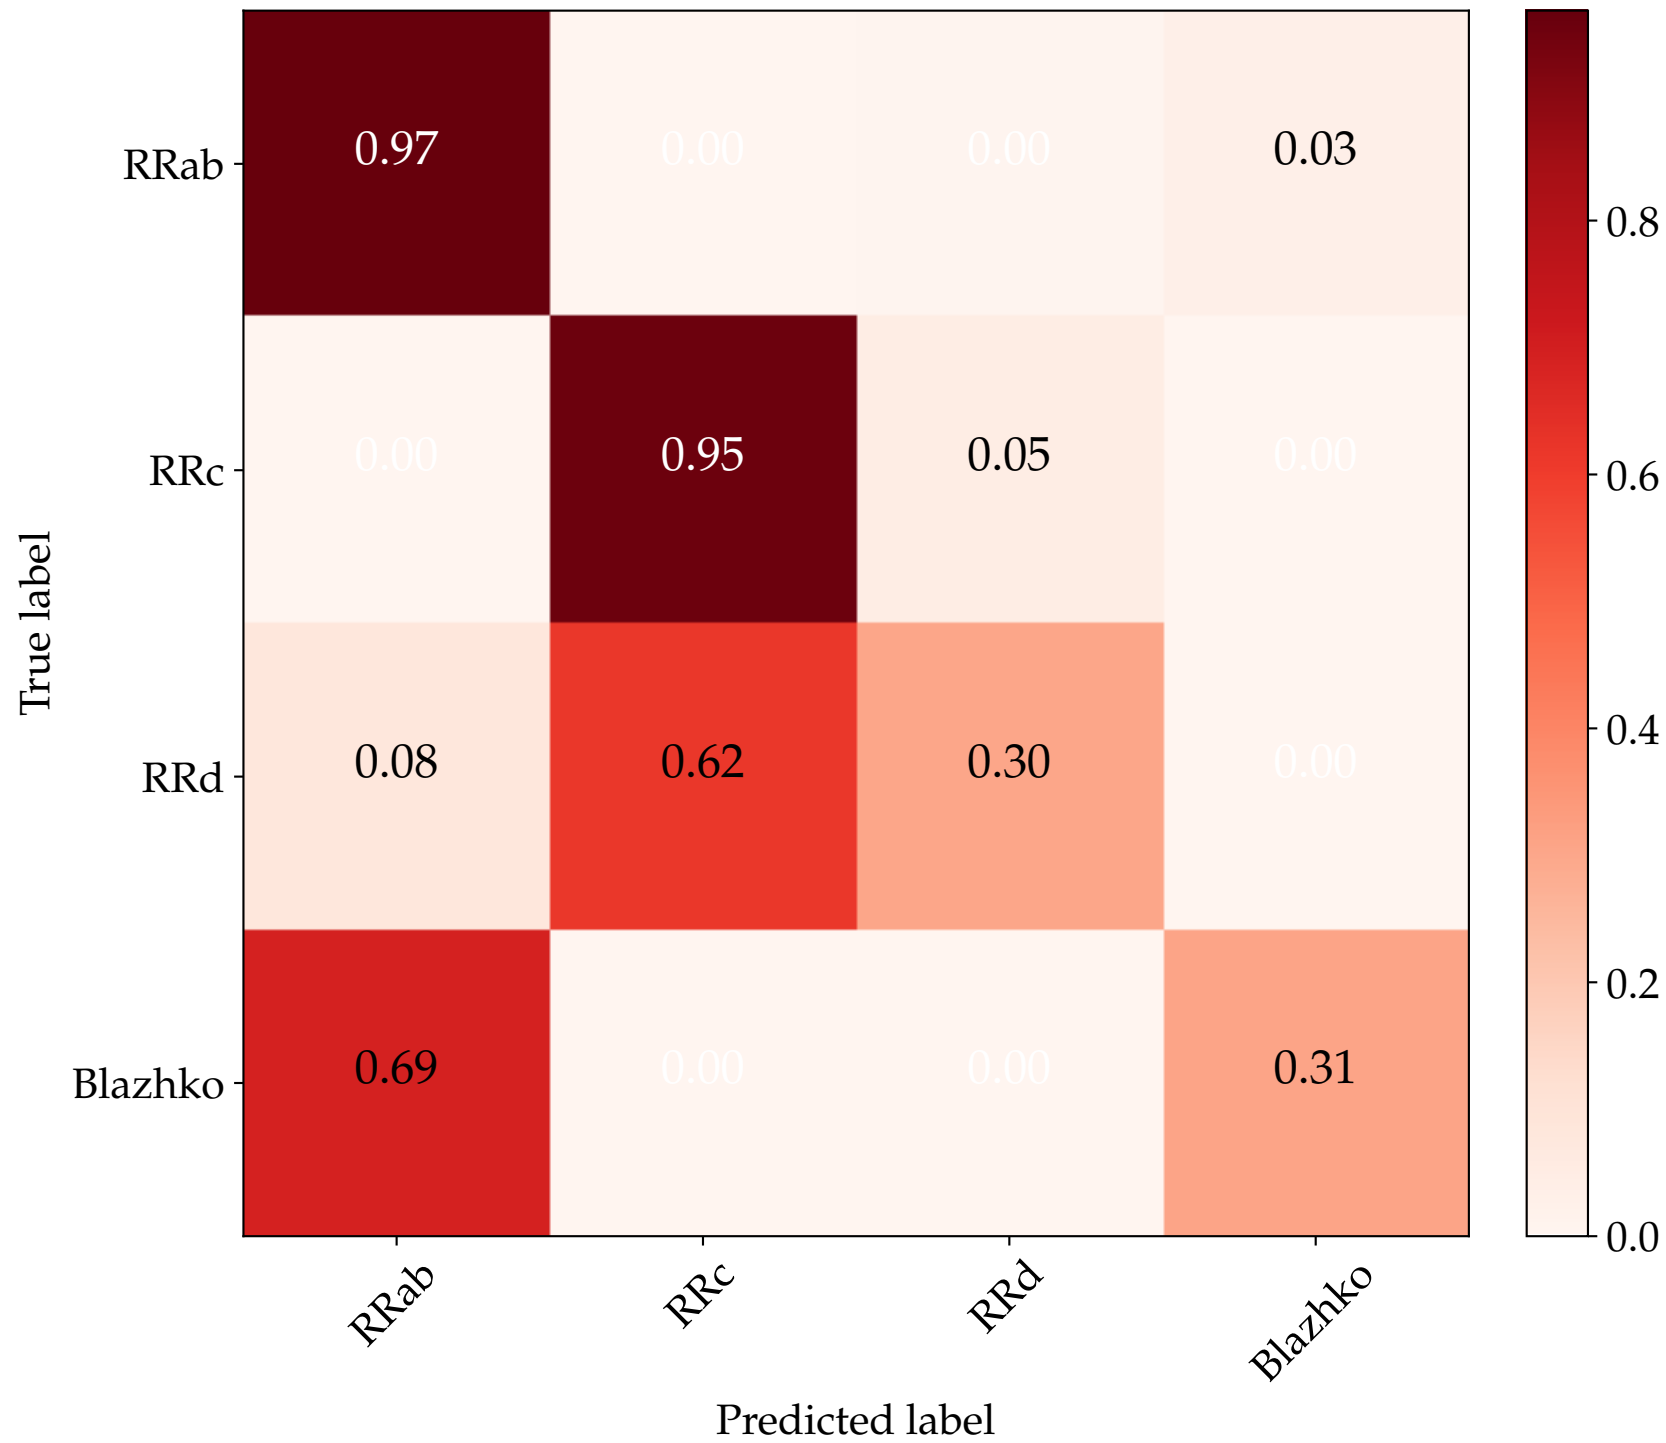 RRab 0.97 0.00 0.00 0.03
RRc 0.00 0.95 0.05 0.00
RRd 0.08 0.62 0.30 0.00
Blazhko 0.69 0.00 0.00 0.31
True label
RRab RRc RRd Blazhko
Predicted label
0.8
0.6
0.4
0.2
0.0